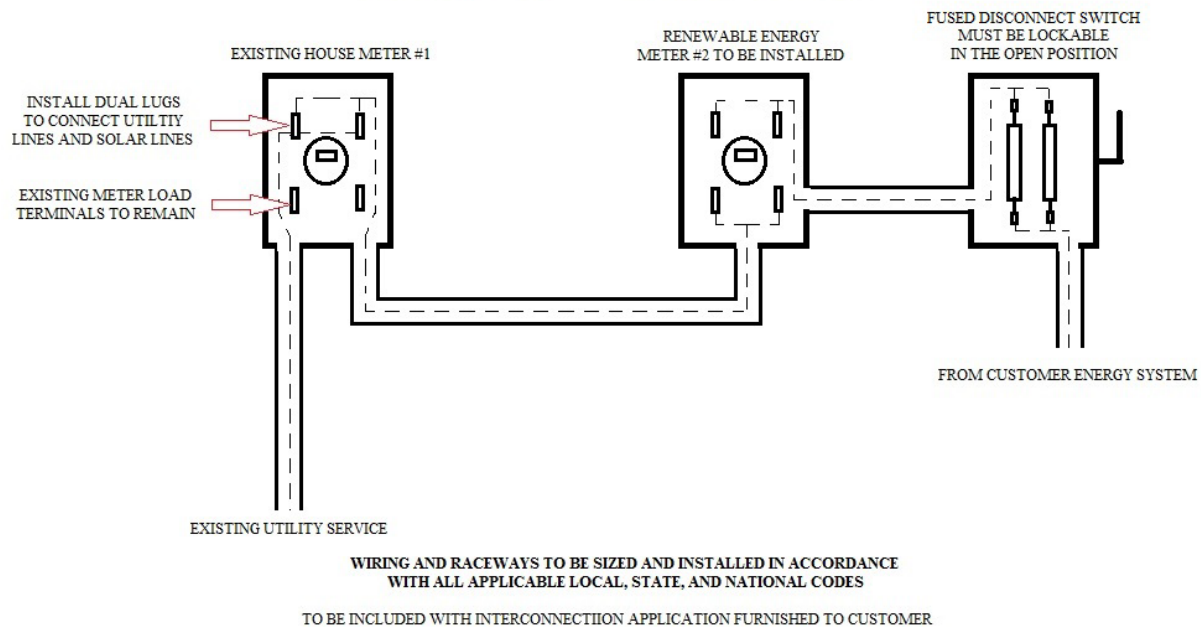 FUSED DISCONNECT SWITCH
MUST BE LOCKABLE
IN THE OPEN POSITION
RENEWABLE ENERGY
METER #2 TO BE INSTALLED
EXISTING HOUSE METER #1
INSTALL DUAL LUGS
TO CONNECT UTILTIY
LINES AND SOLAR LINES
EXISTING METER LOAD
TERMINALS TO REMAIN
FROM CUSTOMER ENERGY SYSTEM
EXISTING UTILITY SERVICE
WIRING AND RACEWAYS TO BE SIZED AND INSTALLED IN ACCORDANCE
WITH ALL APPLICABLE LOCAL, STATE, AND NATIONAL CODES
TO BE INCLUDED WITH INTERCONNECTIION APPLICATION FURNISHED TO CUSTOMER